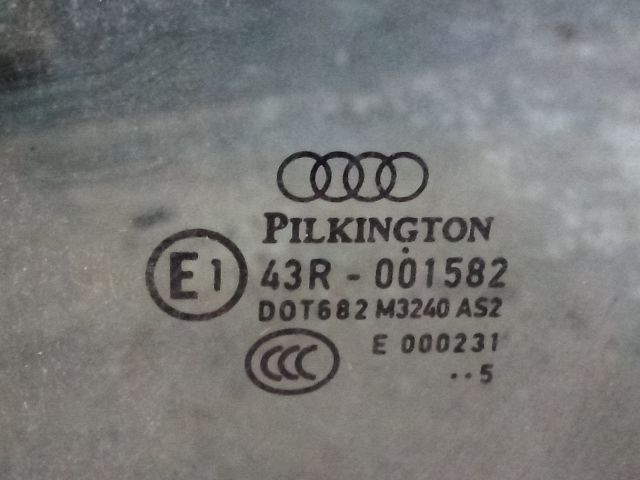 PILKINGTON
E1 43R - 001582
DOT682 M3240 AS2
CCC E 000231
··5